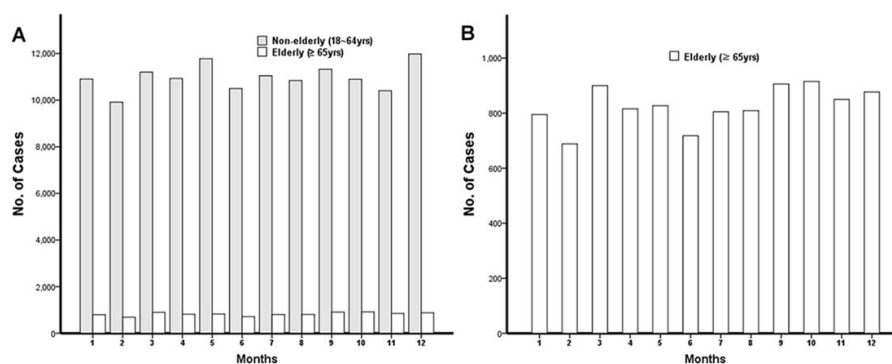 A
Non-elderly (18~64yrs)
Elderly (≥ 65yrs)
No. of Cases
12,000
10,000
8,000
6,000
4,000
2,000
0
1 2 3 4 5 6 7 8 9 10 11 12
Months
B
Elderly (≧ 65yrs)
No. of Cases
1,000
800
600
400
200
0
1 2 3 4 5 6 7 8 9 10 11 12
Months